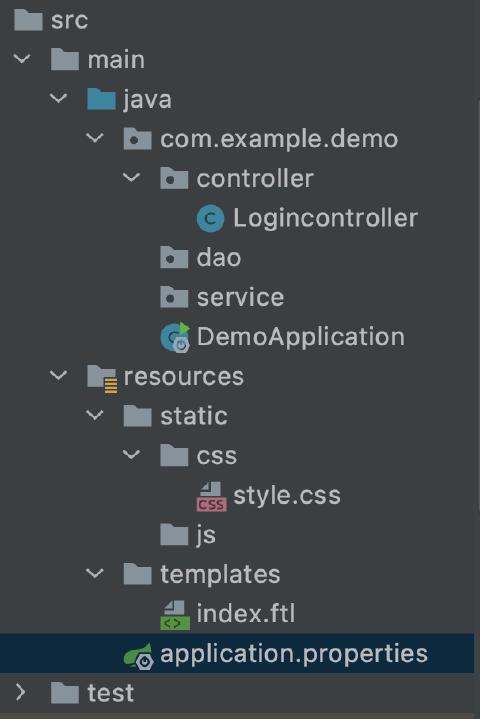 src
main
java
com.example.demo
controller
C Logincontroller
dao
service
DemoApplication
resources
static
css
CSS style.css
js
templates
<> index.ftl
application.properties
test